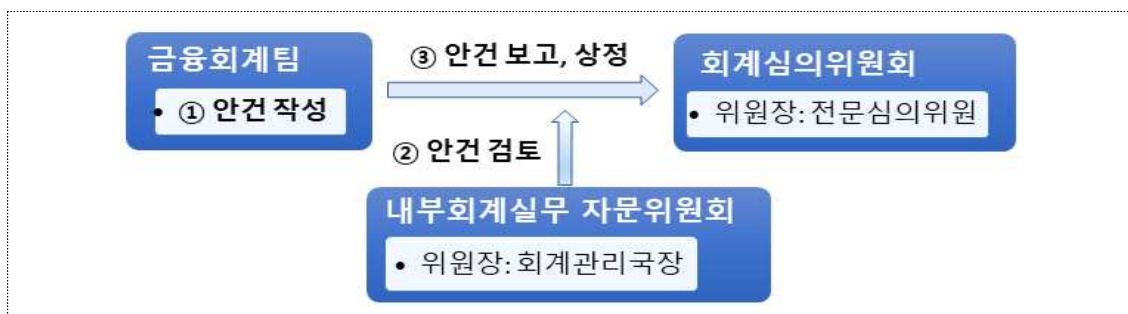 금융회계팀
• ① 안건 작성
③ 안건 보고, 상정
회계심의위원회
• 위원장: 전문심의위원
② 안건 검토
내부회계실무 자문위원회
• 위원장: 회계관리국장